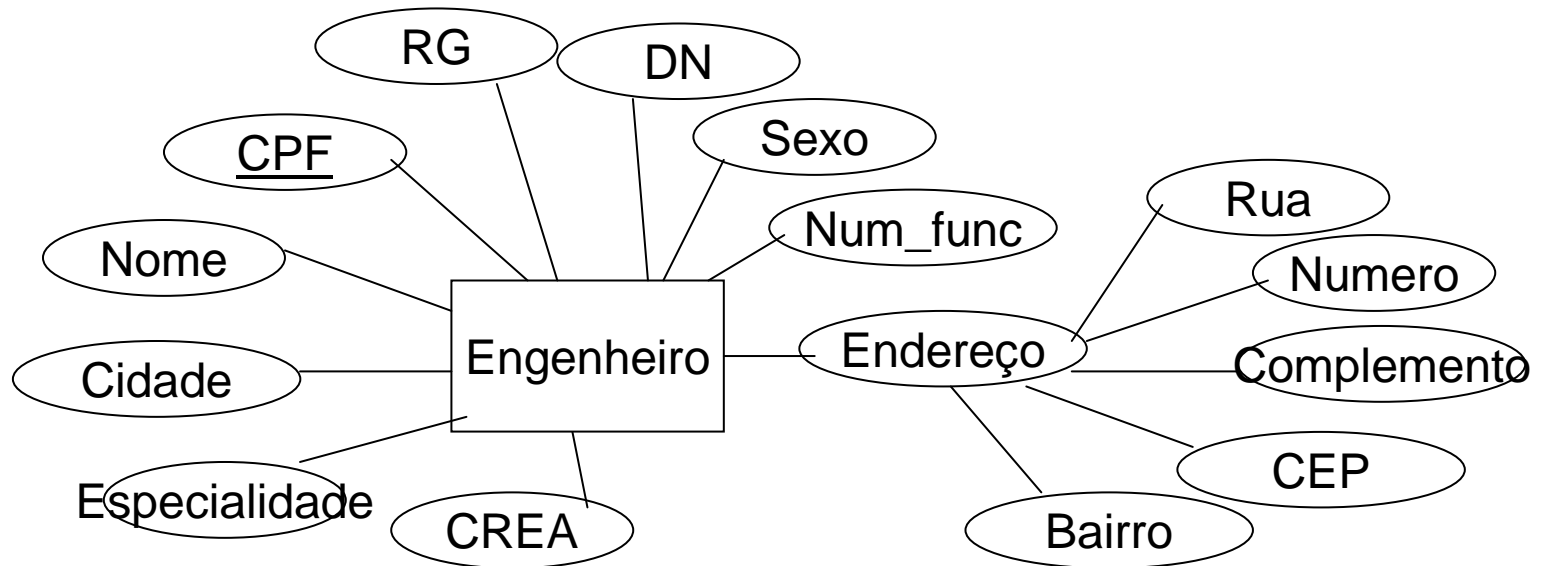 RG
DN
Sexo
CPF
Rua
Num_func
Nome
Numero
Engenheiro
Endereço
Complemento
Cidade
CEP
Especialidade
CREA
Bairro